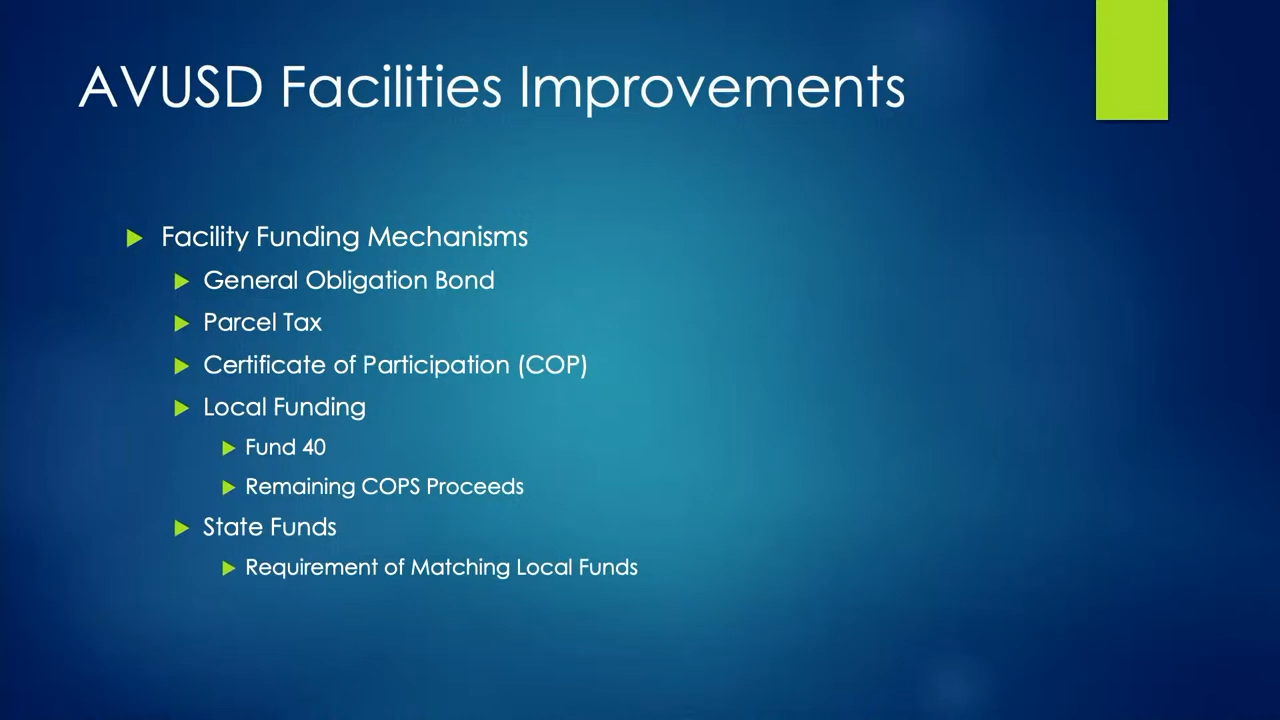 AVUSD Facilities Improvements
Facility Funding Mechanisms
General Obligation Bond
Parcel Tax
Certificate of Participation (COP)
Local Funding
Fund 40
Remaining COPS Proceeds
State Funds
Requirement of Matching Local Funds